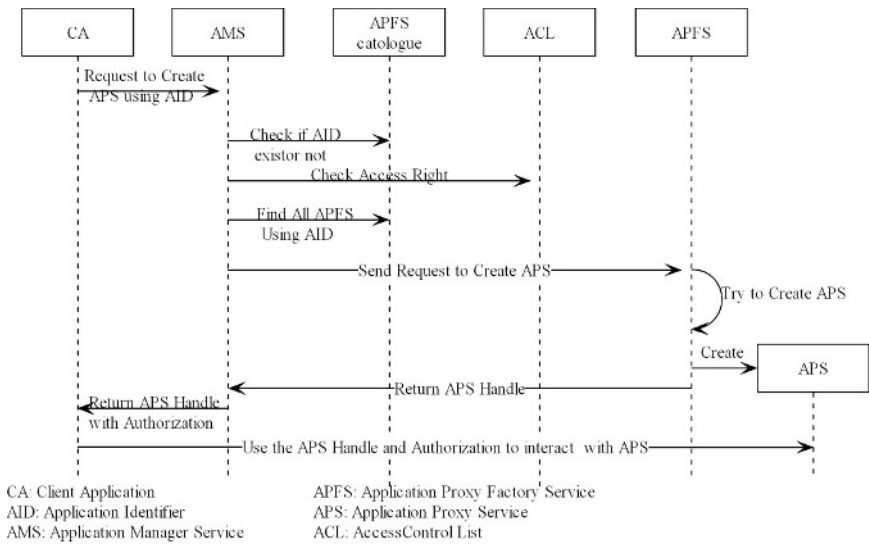 CA
AMS
APFS
catologue
ACL
APFS
Request to Create
APS using AID
Check if AID
existor not
Check Access Right
Find All APFS
Using AID
Send Request to Create APS
Try to Create APS
Create
APS
Return APS Handle
Return APS Handle
with Authorization
Use the APS Handle and Authorization to interact with APS
CA: Client Application
AID: Application Identifier
AMS: Application Manager Service
APFS: Application Proxy Factory Service
APS: Application Proxy Service
ACL: AccessControl List